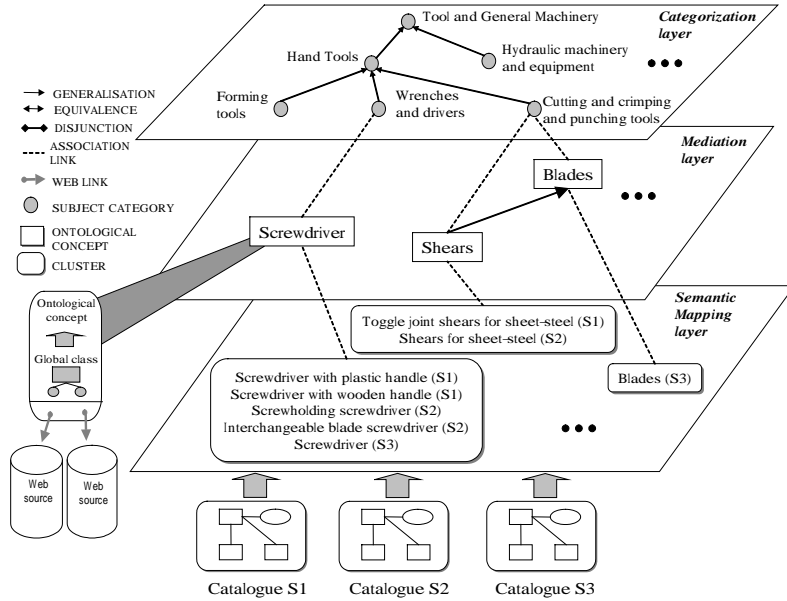 Tool and General Machinery
Categorization
layer
Hand Tools
Hydraulic machinery
and equipment
Forming
tools
Wrenches
and drivers
Cutting and crimping
and punching tools
GENERALISATION
EQUIVALENCE
DISJUNCTION
ASSOCIATION
LINK
WEB LINK
SUBJECT CATEGORY
ONTOLOGICAL
CONCEPT
CLUSTER
Mediation
layer
Blades
Screwdriver
Shears
Semantic
Mapping
layer
Ontological
concept
Global class
Toggle joint shears for sheet-steel (S1)
Shears for sheet-steel (S2)
Blades (S3)
Screwdriver with plastic handle (S1)
Screwdriver with wooden handle (S1)
Screwholding screwdriver (S2)
Interchangeable blade screwdriver (S2)
Screwdriver (S3)
Web
source
Web
source
Catalogue S1
Catalogue S2
Catalogue S3